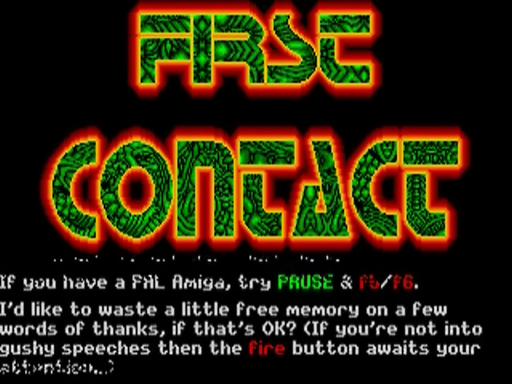 FIRST
CONTACT
If you have a PAL Amiga, try PAUSE & f5/f6.
I'd like to waste a little free memory on a few
words of thanks, if that's OK? (If you're not into
gushy speeches then the fire button awaits your
attention..)